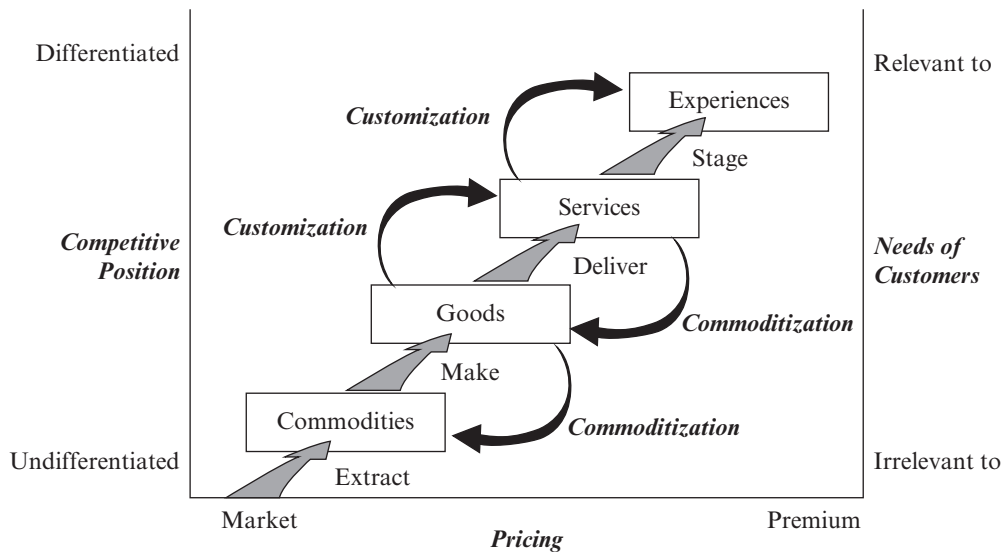 Differentiated
Relevant to
Experiences
Customization
Stage
Services
Customization
Competitive
Position
Deliver
Needs of
Customers
Goods
Commoditization
Make
Commodities
Commoditization
Undifferentiated
Extract
Irrelevant to
Market
Premium
Pricing